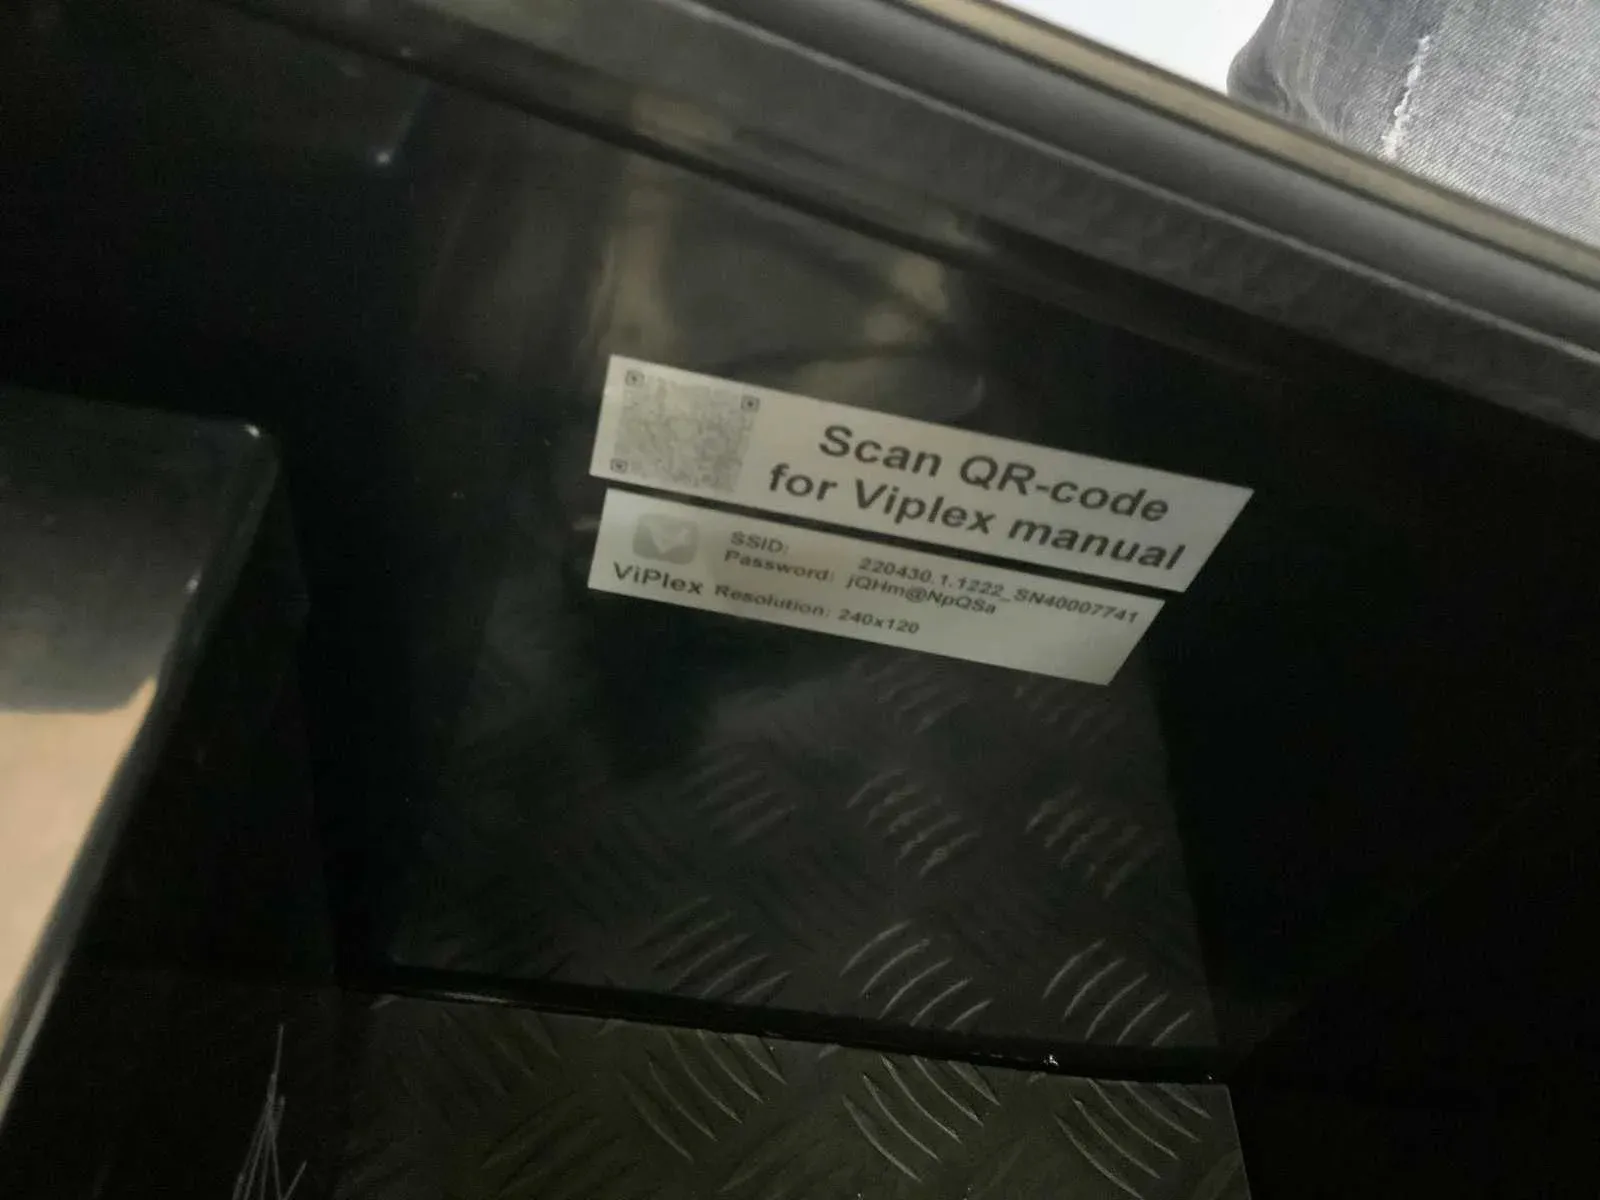 Scan QR-code
for Viplex manual
SSID: 220430.1.1222_SN40007741
Password: jQHm@NpQSa
ViPlex Resolution: 240x120